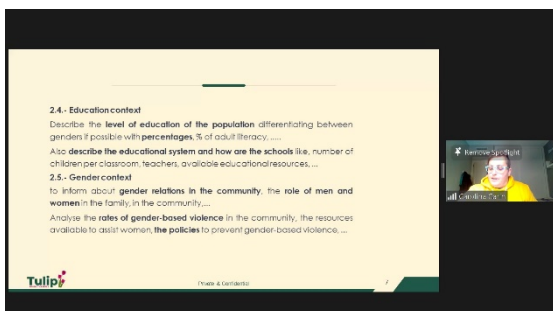 2.4.- Education context
Describe the level of education of the population differentiating between
genders if possible with percentages, % of adult literacy, .....
Also describe the educational system and how are the schools like, number of
children per classroom, teachers, available educational resources, ...
2.5.- Gender context
to inform about gender relations in the community, the role of men and
women in the family, in the community,...
Analyse the rates of gender-based violence in the community, the resources
available to assist women, the policies to prevent gender-based violence, ...
Tulip
Private & Confidential
Remove Spotlight
Caroline